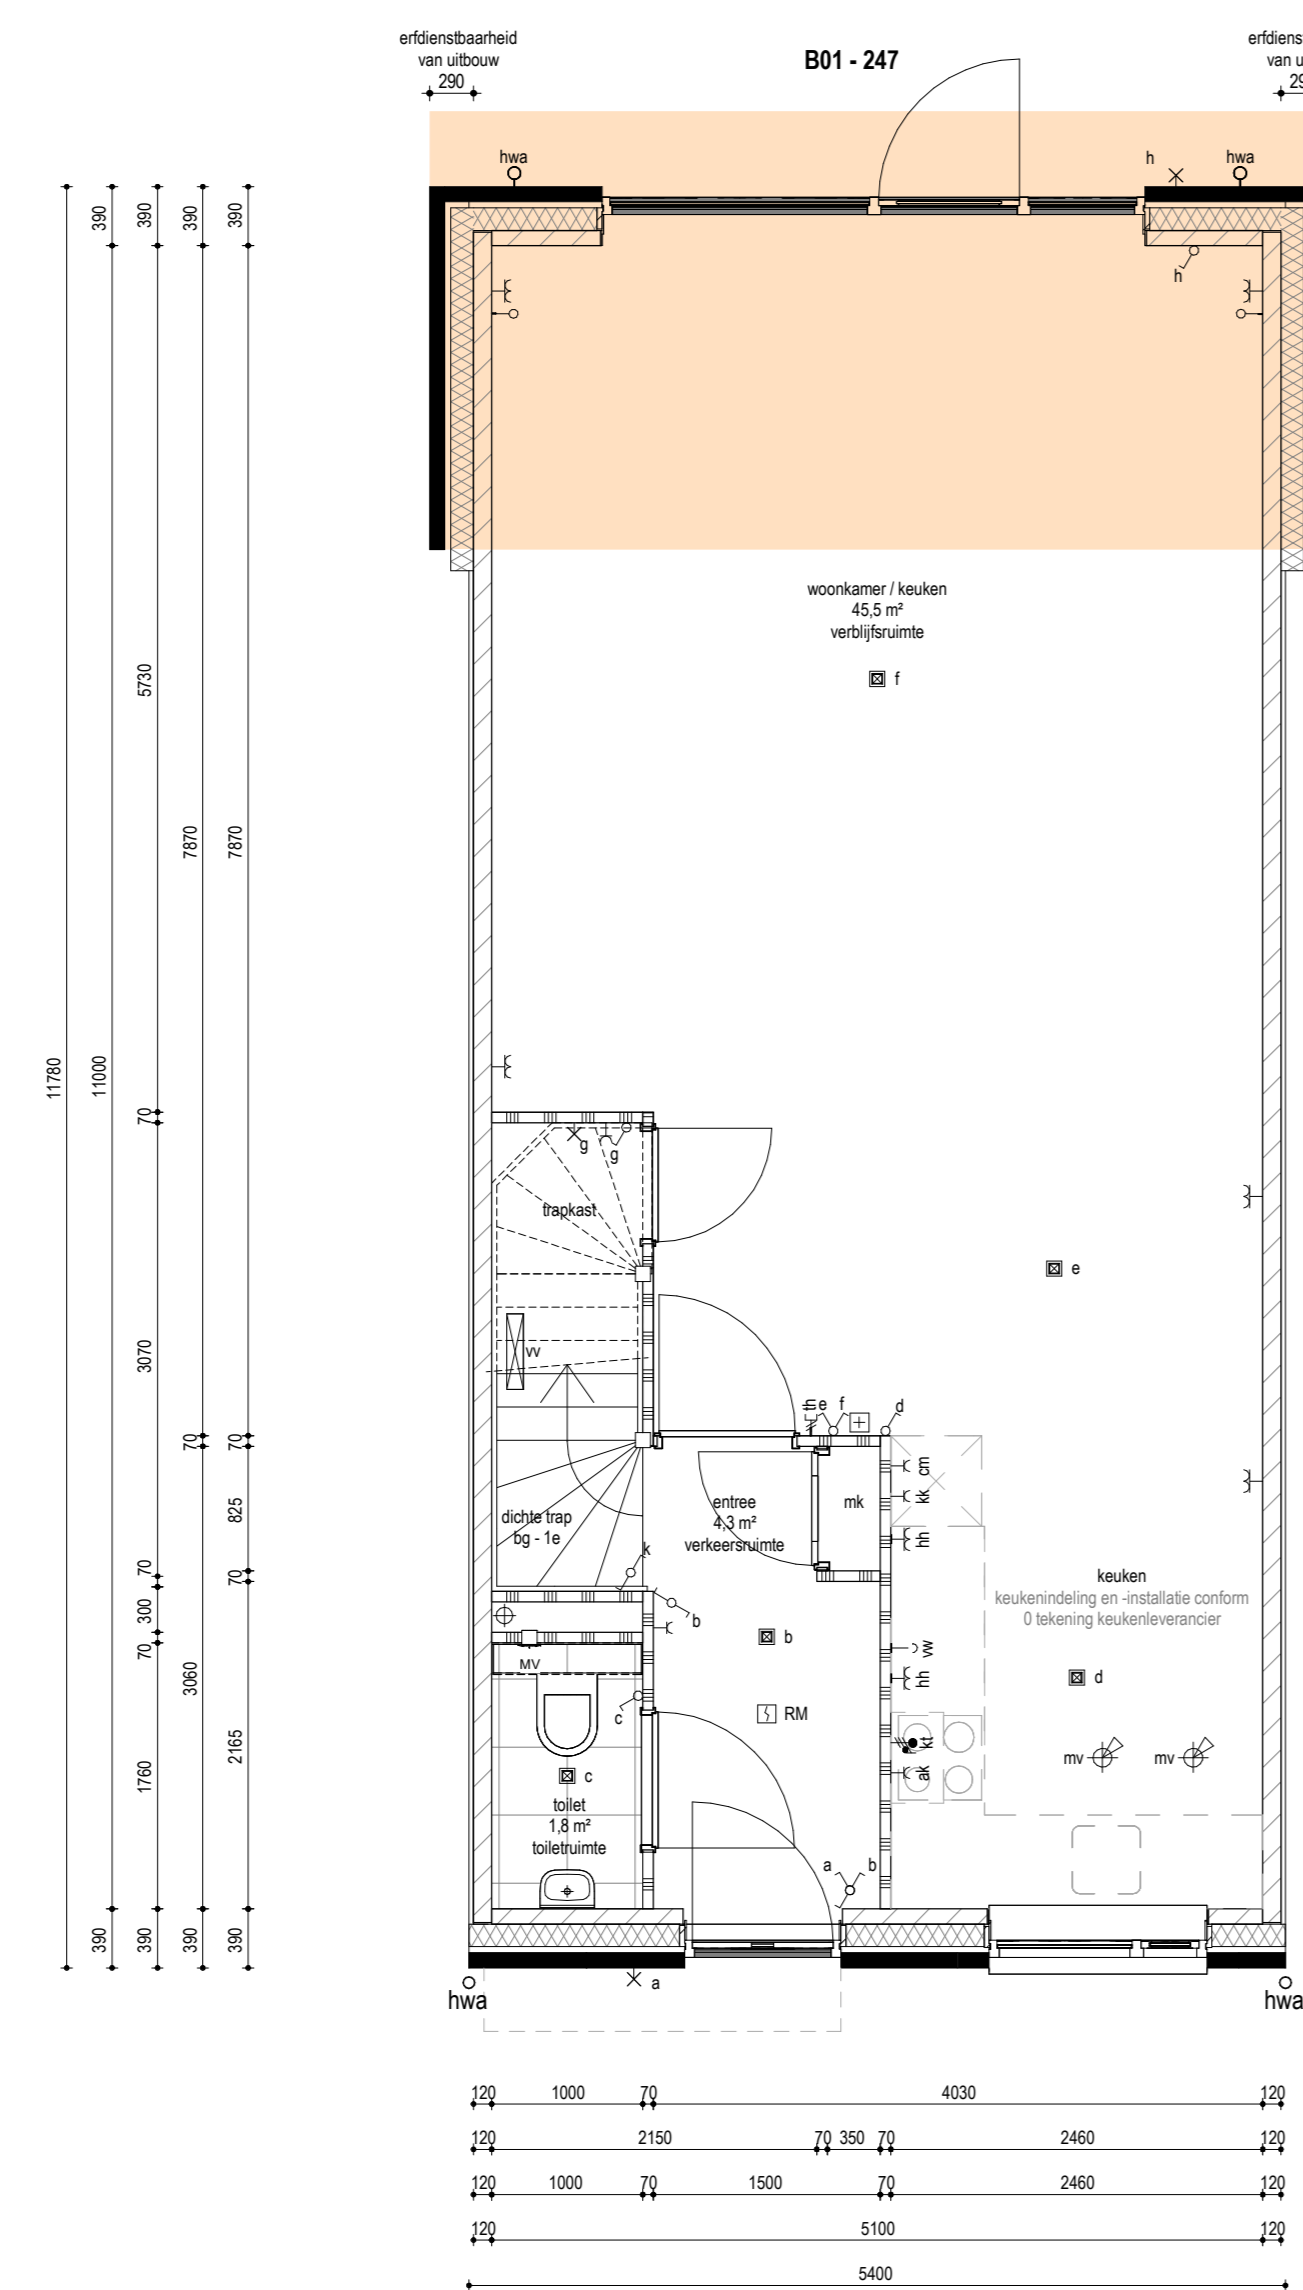 erfdienstbaarheid
van uitbouw
290
B01 - 247
erfdiens
van u
29
hwa
h
hwa
h
390
390
390
390
390
woonkamer / keuken
45,5 m²
verblijfsruimte
f
5730
7870
7870
11780
11000
70
g
g
trapkast
e
3070
vv
th
e
f
d
70
70
cm
kk
hh
825
dichte trap
bg - 1e
entree
4,3 m²
verkeersruimte
mk
k
70
70
keuken
keukenindeling en -installatie conform
0 tekening keukenleverancier
300
b
b
70
MV
vw
hh
d
3060
c
RM
2165
1760
kt
ak
mv
mv
c
toilet
1,8 m²
toiletruimte
a
b
390
390
390
390
a
hwa
hwa
120
1000
70
4030
120
120
2150
70
350
70
2460
120
120
1000
70
1500
70
2460
120
120
5100
120
5400